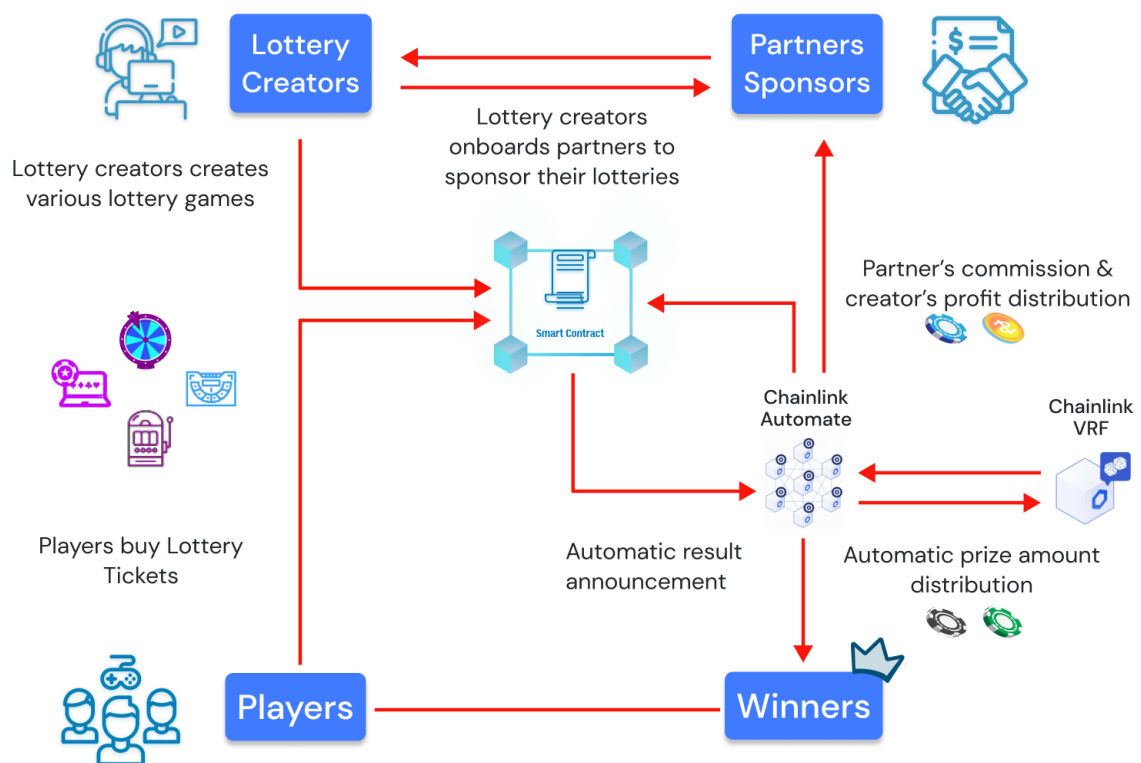 Lottery
Creators
Partners
Sponsors
Lottery creators
onboards partners to
sponsor their lotteries
Lottery creators creates
various lottery games
Smart Contract
Partner's commission &
creator's profit distribution
Chainlink
Automate
Chainlink
VRF
Players buy Lottery
Tickets
Automatic result
announcement
Automatic prize amount
distribution
Players
Winners